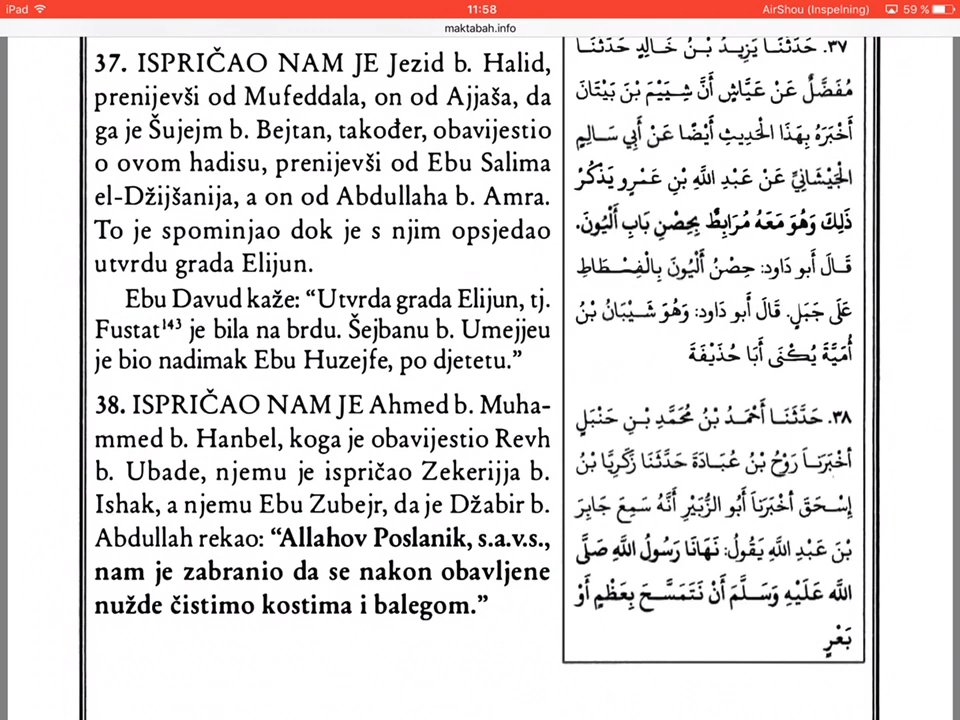 iPad
11:58
AirShou (Inspelning)
59 %
maktabah.info
37. ISPRIČAO NAM JE Jezid b. Halid,
prenijevši od Mufeddala, on od Ajjaša, da
ga je Šujejm b. Bejtan, također, obavijestio
o ovom hadisu, prenijevši od Ebu Salima
el-Džijšanija, a on od Abdullaha b. Amra.
To je spominjao dok je s njim opsjedao
utvrdu grada Elijun.
Ebu Davud kaže: “Utvrda grada Elijun, tj.
Fustat¹⁴³ je bila na brdu. Šejbanu b. Umejjeu
je bio nadimak Ebu Huzejfe, po djetetu.”
38. ISPRIČAO NAM JE Ahmed b. Muha-
mmed b. Hanbel, koga je obavijestio Revh
b. Ubade, njemu je ispričao Zekerijja b.
Ishak, a njemu Ebu Zubejr, da je Džabir b.
Abdullah rekao: “Allahov Poslanik, s.a.v.s.,
nam je zabranio da se nakon obavljene
nužde čistimo kostima i balegom.”
٣٧. حَدَّثَنَا يَزِيدُ بْنُ خَالِدٍ حَدَّثَنَا
مُفَضَّلٌ عَنْ عَيَّاشٍ أَنَّ شِيَيْمَ بْنَ بَيْتَانَ
أَخْبَرَهُ بِهَذَا الْحَدِيثِ أَيْضًا عَنْ أَبِي سَالِمٍ
الْجَيْشَانِيِّ عَنْ عَبْدِ اللَّهِ بْنِ عَمْرٍو يَذْكُرُ
ذَلِكَ وَهُوَ مَعَهُ مُرَابِطٌ بِحِصْنِ بَابِ أَلْيُونَ.
قَالَ أَبو دَاود: حِصْنُ أَلْيُونَ بِالْفِسْطَاطِ
عَلَى جَبَلٍ. قَالَ أَبو دَاود: وَهُوَ شَيْبَانُ بْنُ
أُمَيَّةَ يُكْنَى أَبَا حُذَيْفَةَ
٣٨. حَدَّثَنَا أَحْمَدُ بْنُ مُحَمَّدِ بْنِ حَنْبَلٍ
أخْبَرَنَا رَوْحُ بْنُ عُبَادَةَ حَدَّثَنَا زَكَرِيَّا بْنُ
إِسْحَقَ أخْبَرَنَا أَبُو الزُّبَيْرِ أَنَّهُ سَمِعَ جَابِرَ
بْنَ عَبْدِ اللَّهِ يَقُولُ: نَهَانَا رَسُولُ اللَّهِ صَلَّى
اللَّه عَلَيْهِ وَسَلَّمَ أَنْ نَتَمَسَّحَ بِعَظْمٍ أَوْ
بَعْرٍ